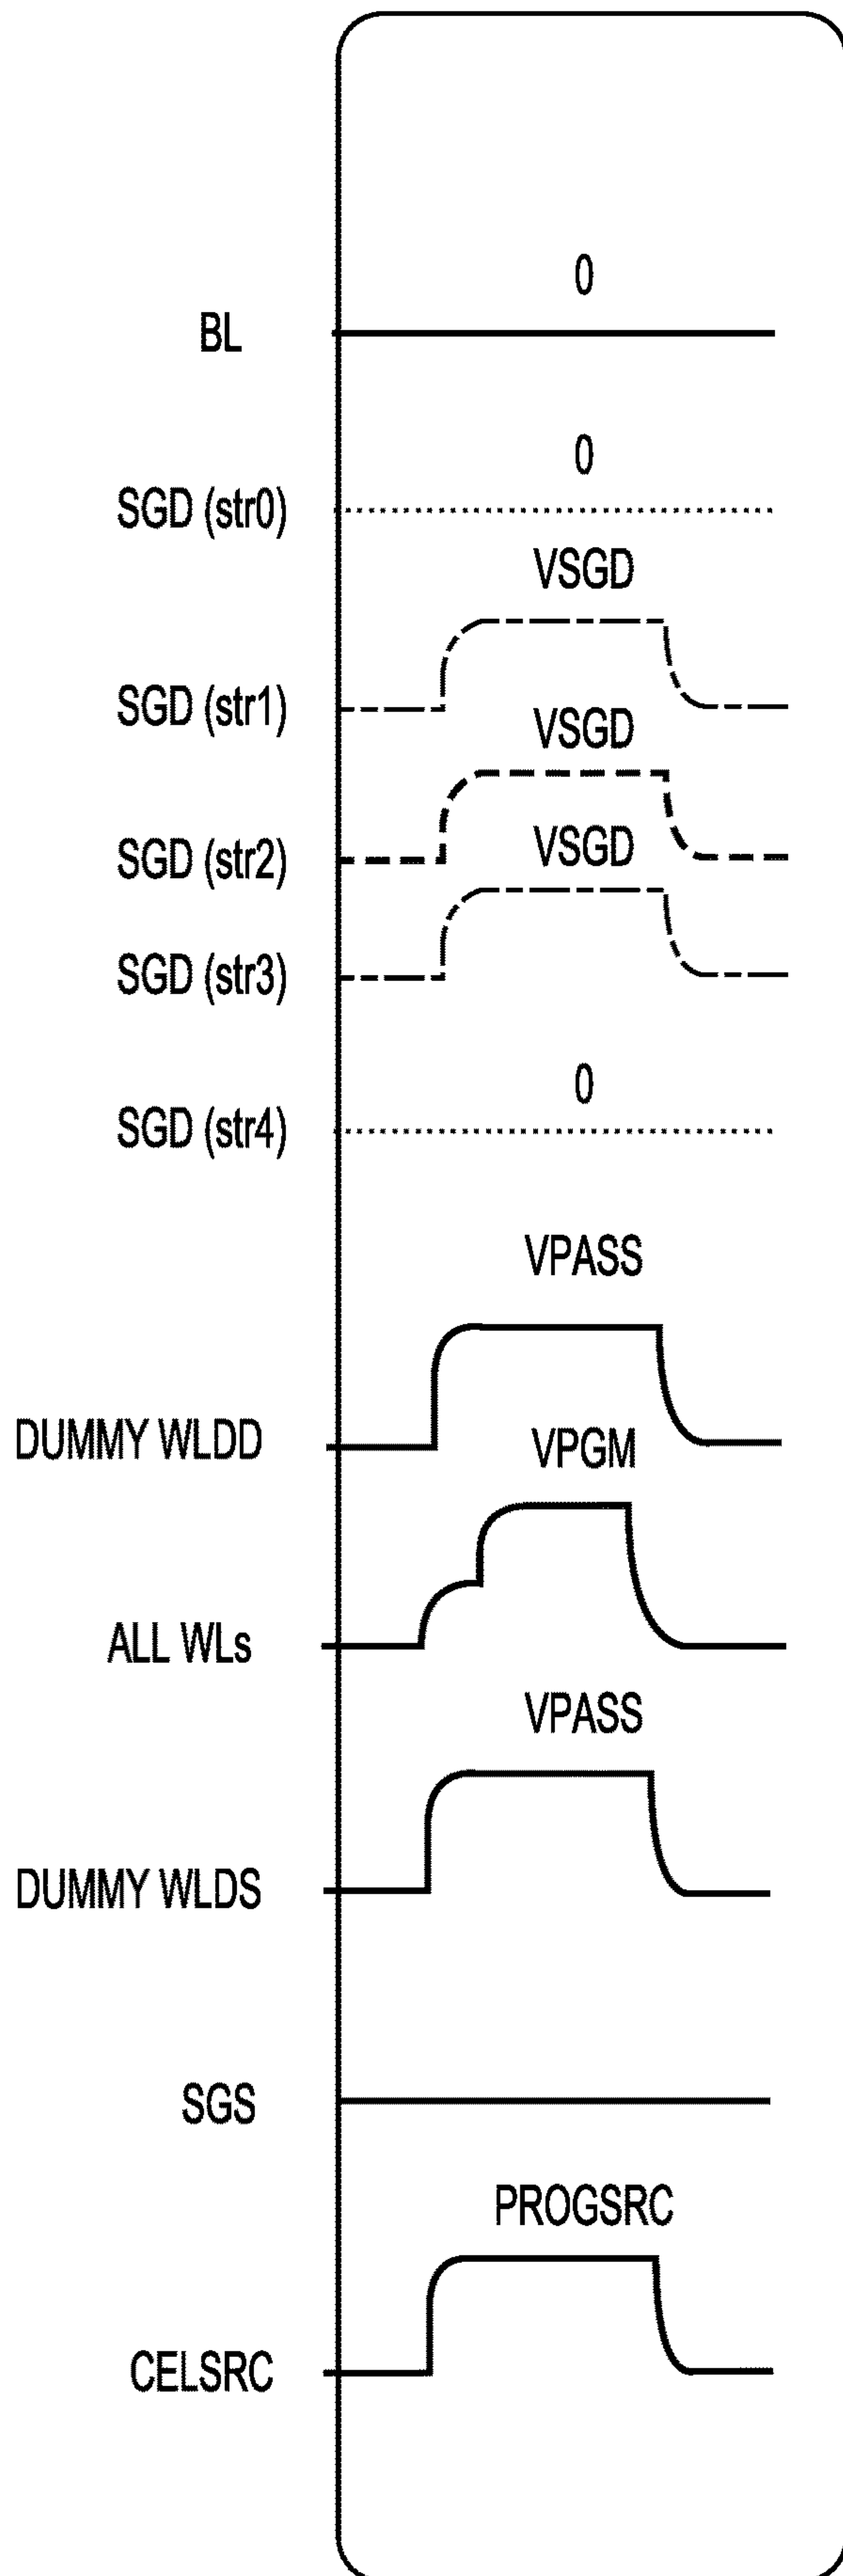 0
BL
0
SGD (str0)
VSGD
SGD (str1)
VSGD
SGD (str2)
VSGD
SGD (str3)
0
SGD (str4)
VPASS
DUMMY WLDD
VPGM
ALL WLs
VPASS
DUMMY WLDS
SGS
PROGSRC
CELSRC